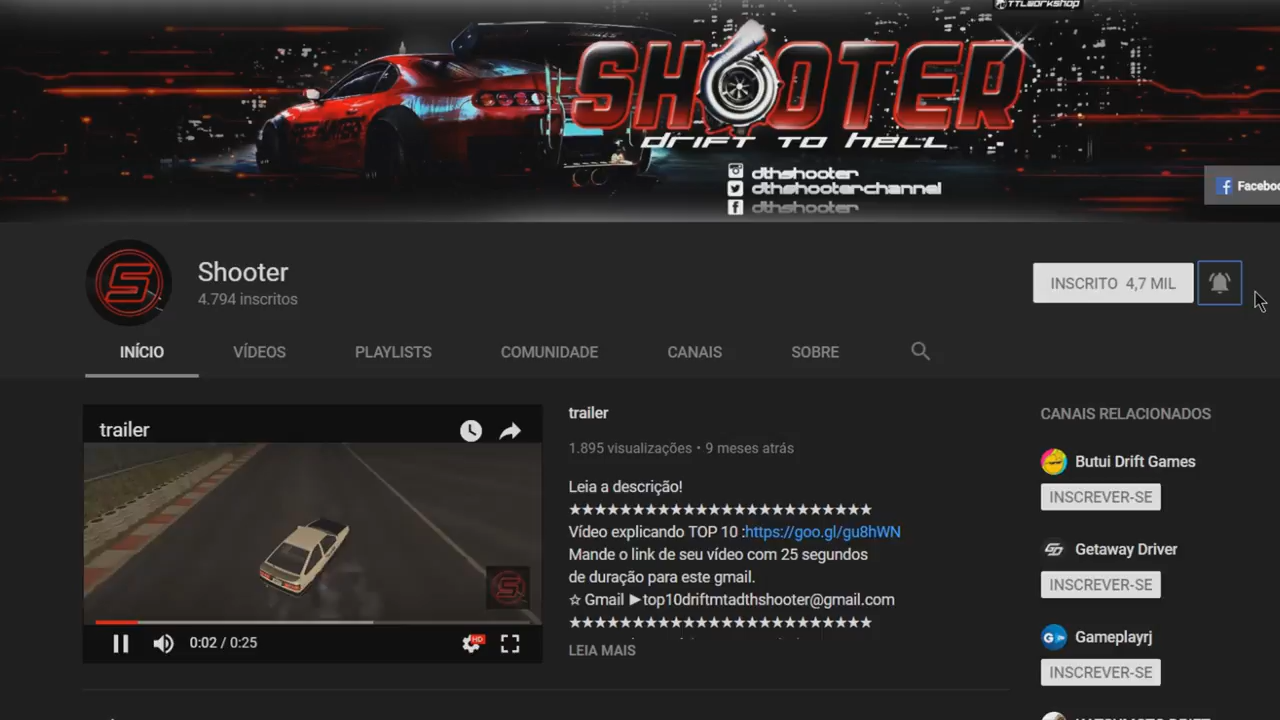 TTLWORKSHOP
SHOOTER
DRIFT TO HELL
dthshooter
dthshooterchannel
dthshooter
Facebo
Shooter
4.794 inscritos
INSCRITO 4,7 MIL
INÍCIO
VÍDEOS
PLAYLISTS
COMUNIDADE
CANAIS
SOBRE
trailer
0:02 / 0:25
HD
trailer
1.895 visualizações • 9 meses atrás
Leia a descrição!
★★★★★★★★★★★★★★★★★★★★★★★
Vídeo explicando TOP 10 :https://goo.gl/gu8hWN
Mande o link de seu vídeo com 25 segundos
de duração para este gmail.
☆ Gmail ►top10driftmtadthshooter@gmail.com
★★★★★★★★★★★★★★★★★★★★★★★
LEIA MAIS
CANAIS RELACIONADOS
Butui Drift Games
INSCREVER-SE
Getaway Driver
INSCREVER-SE
Gameplayrj
INSCREVER-SE